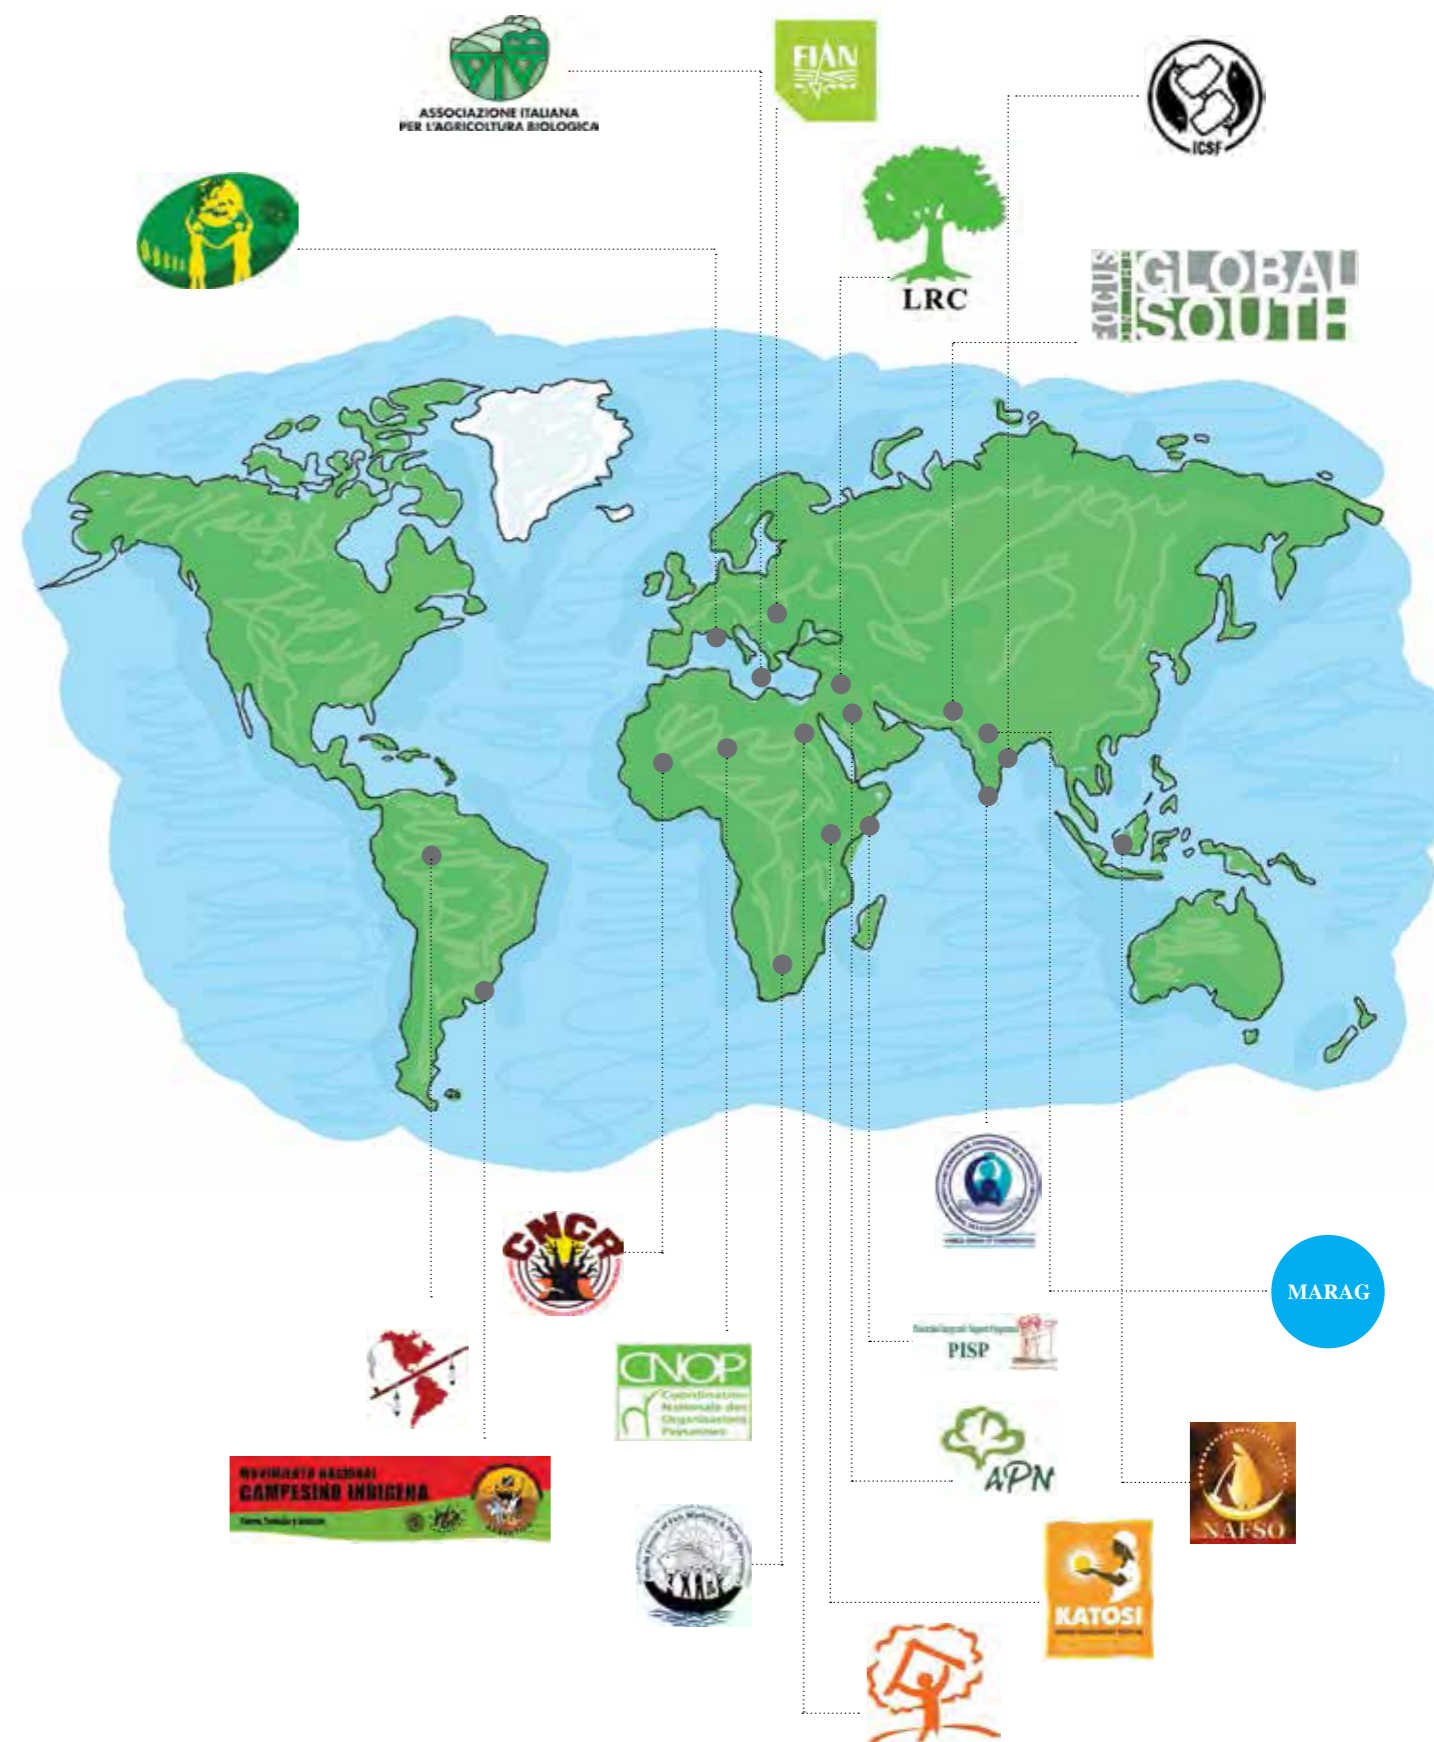 ASSOCIAZIONE ITALIANA
PER L'AGRICOLTURA BIOLOGICA
FIAN
ICSF
LRC
FOCUS
ON THE
GLOBAL
SOUTH
CNCR
MARAG
PISP
CNOP
Coordination
Nationale des
Organisations
Paysannes
APN
MOVIMIENTO NACIONAL
CAMPESINO INDIGENA
NAFSO
KATOSI